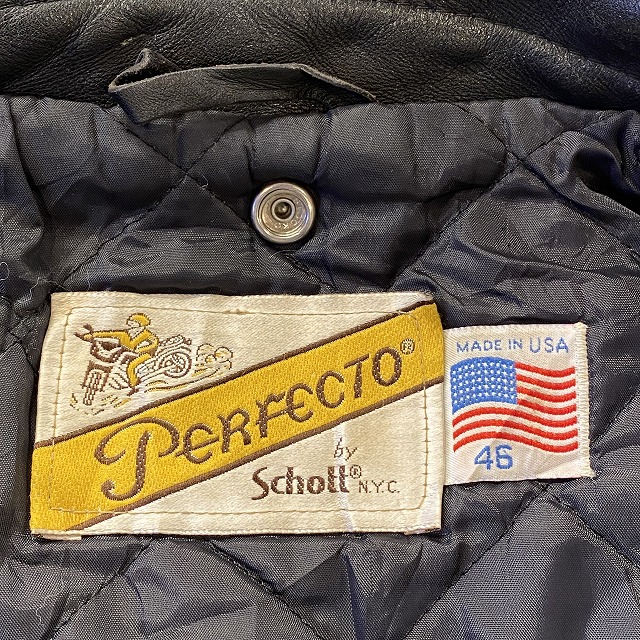 PERFECTO®
by
Schott® N.Y.C.
MADE IN USA
46